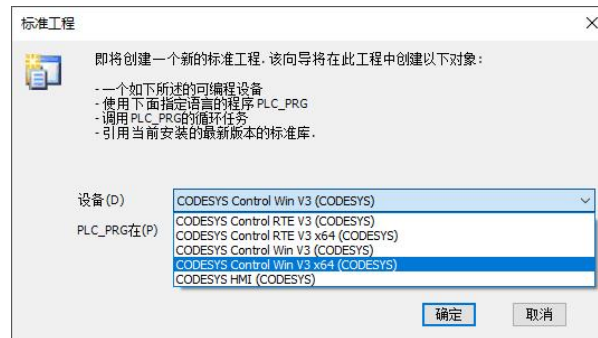 标准工程
即将创建一个新的标准工程.该向导将在此工程中创建以下对象:
- 一个如下所述的可编程设备
- 使用下面指定语言的程序 PLC_PRG
- 调用 PLC_PRG的循环任务
- 引用当前安装的最新版本的标准库.
设备(D)
CODESYS Control Win V3 (CODESYS)
PLC_PRG在(P)
CODESYS Control RTE V3 (CODESYS)
CODESYS Control RTE V3 x64 (CODESYS)
CODESYS Control Win V3 (CODESYS)
CODESYS Control Win V3 x64 (CODESYS)
CODESYS HMI (CODESYS)
确定
取消